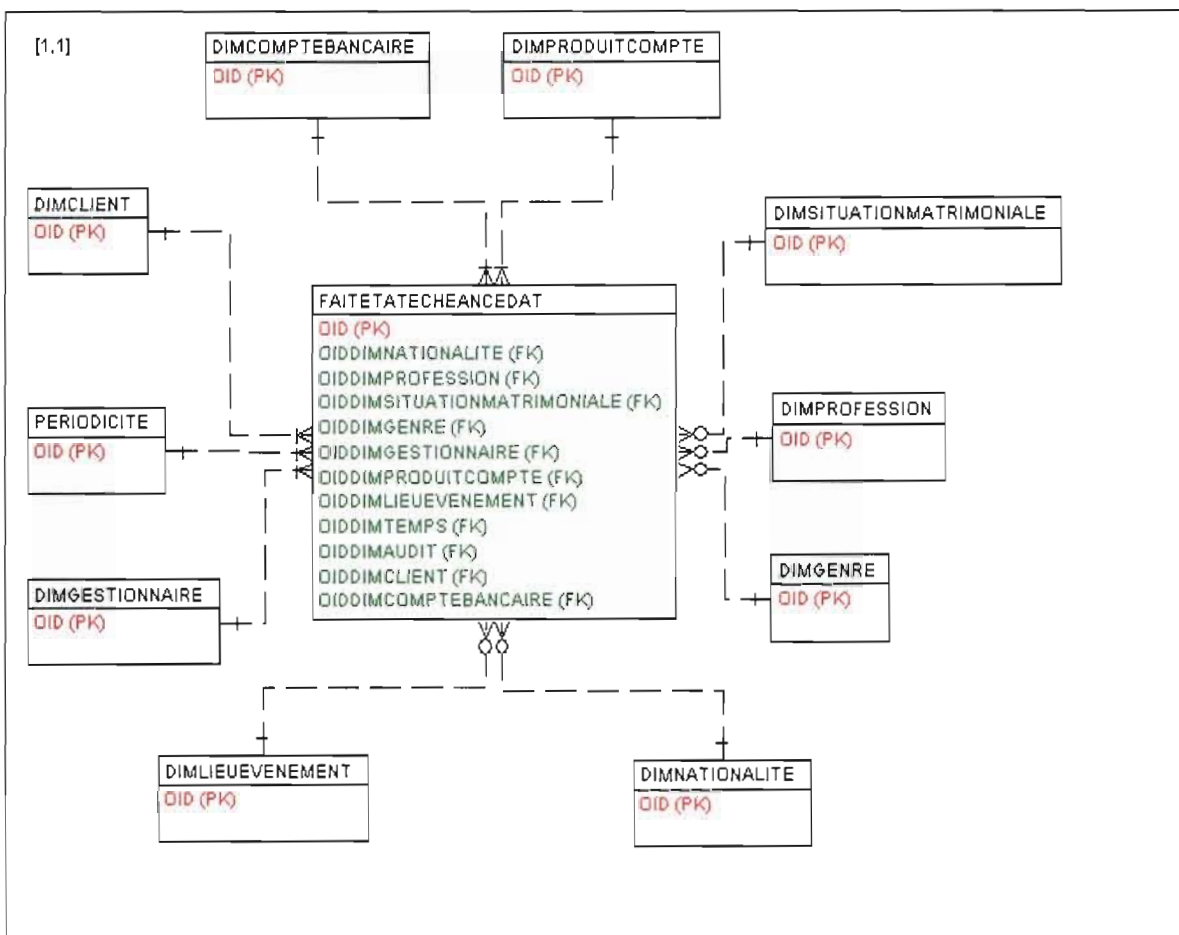 [1.1]
DIMCOMPTEBANCAIRE
OID (PK)
DIMPRODUITCOMPTE
OID (PK)
DIMCLIENT
OID (PK)
DIMSITUATIONMATRIMONIALE
OID (PK)
FAITETATECHEANCEDAT
OID (PK)
OIDDIMNATIONALITE (FK)
OIDDIMPROFESSION (FK)
OIDDIMSITUATIONMATRIMONIALE (FK)
OIDDIMGENRE (FK)
OIDDIMGESTIONNAIRE (FK)
OIDDIMPRODUITCOMPTE (FK)
OIDDIMLIEUEVENEMENT (FK)
OIDDIMTEMPS (FK)
OIDDIMAUDIT (FK)
OIDDIMCLIENT (FK)
OIDDIMCOMPTEBANCAIRE (FK)
PERIODICITE
OID (PK)
DIMPROFESSION
OID (PK)
DIMGESTIONNAIRE
OID (PK)
DIMGENRE
OID (PK)
DIMLIEUEVENEMENT
OID (PK)
DIMNATIONALITE
OID (PK)